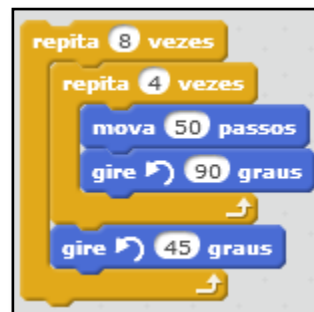 repita 8 vezes
repita 4 vezes
mova 50 passos
gire 90 graus
gire 45 graus